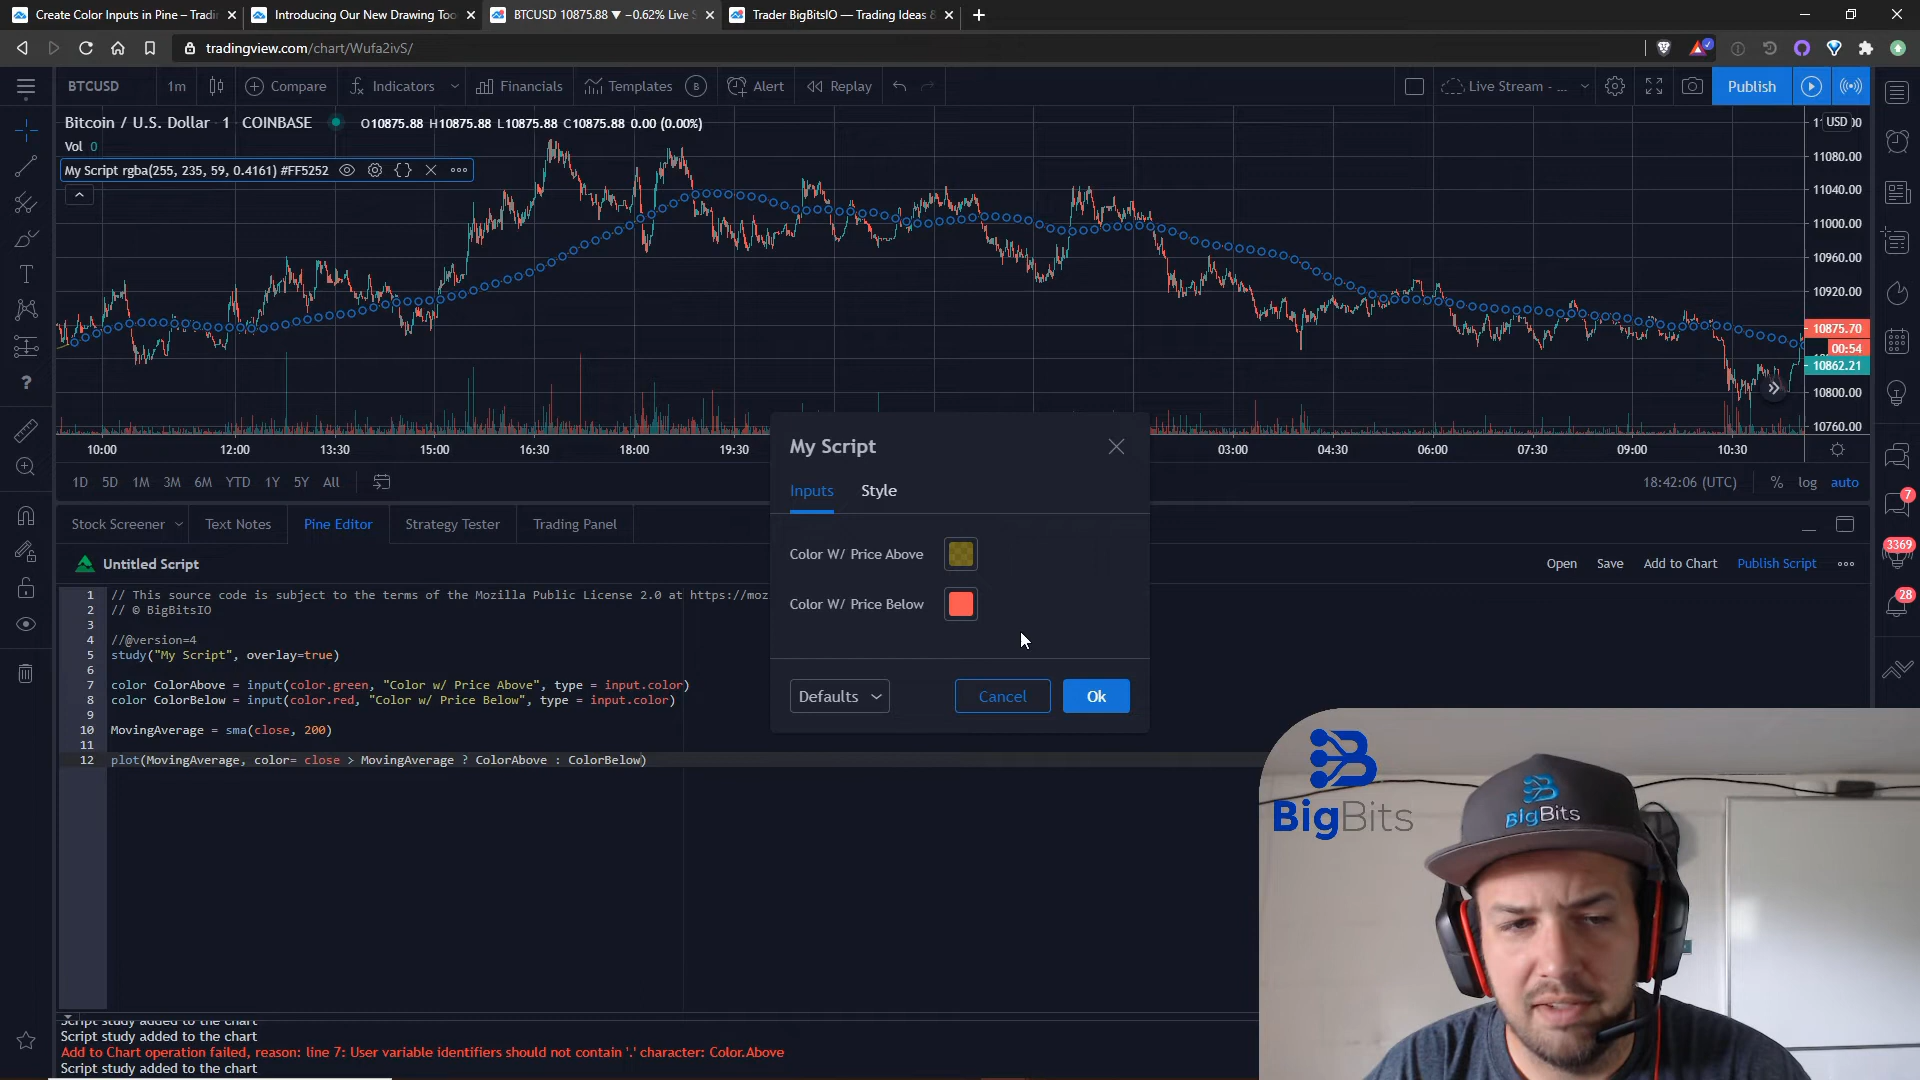 Create Color Inputs in Pine – Tradi
Introducing Our New Drawing Too
BTCUSD 10875.88 ▼ −0.62% Live S
Trader BigBitsIO — Trading Ideas &
tradingview.com/chart/Wufa2ivS/
BTCUSD 1m Compare Indicators Financials Templates B Alert Replay Live Stream - ... Publish
Bitcoin / U.S. Dollar · 1 · COINBASE O10875.88 H10875.88 L10875.88 C10875.88 0.00 (0.00%)
USD
Vol 0
My Script rgba(255, 235, 59, 0.4161) #FF5252
11080.00
11040.00
11000.00
10960.00
10920.00
10875.70
00:54
10862.21
10800.00
10760.00
10:00 12:00 13:30 15:00 16:30 18:00 19:30 03:00 04:30 06:00 07:30 09:00 10:30
1D 5D 1M 3M 6M YTD 1Y 5Y All 18:42:06 (UTC) % log auto
7
3369
28
Stock Screener Text Notes Pine Editor Strategy Tester Trading Panel
Untitled Script Open Save Add to Chart Publish Script
1 // This source code is subject to the terms of the Mozilla Public License 2.0 at https://moz
2 // © BigBitsIO
3
4 //@version=4
5 study("My Script", overlay=true)
6
7 color ColorAbove = input(color.green, "Color w/ Price Above", type = input.color)
8 color ColorBelow = input(color.red, "Color w/ Price Below", type = input.color)
9
10 MovingAverage = sma(close, 200)
11
12 plot(MovingAverage, color= close > MovingAverage ? ColorAbove : ColorBelow)
My Script
Inputs Style
Color W/ Price Above
Color W/ Price Below
Defaults Cancel Ok
Script study added to the chart
Script study added to the chart
Add to Chart operation failed, reason: line 7: User variable identifiers should not contain '.' character: Color.Above
Script study added to the chart
BigBits
BigBits